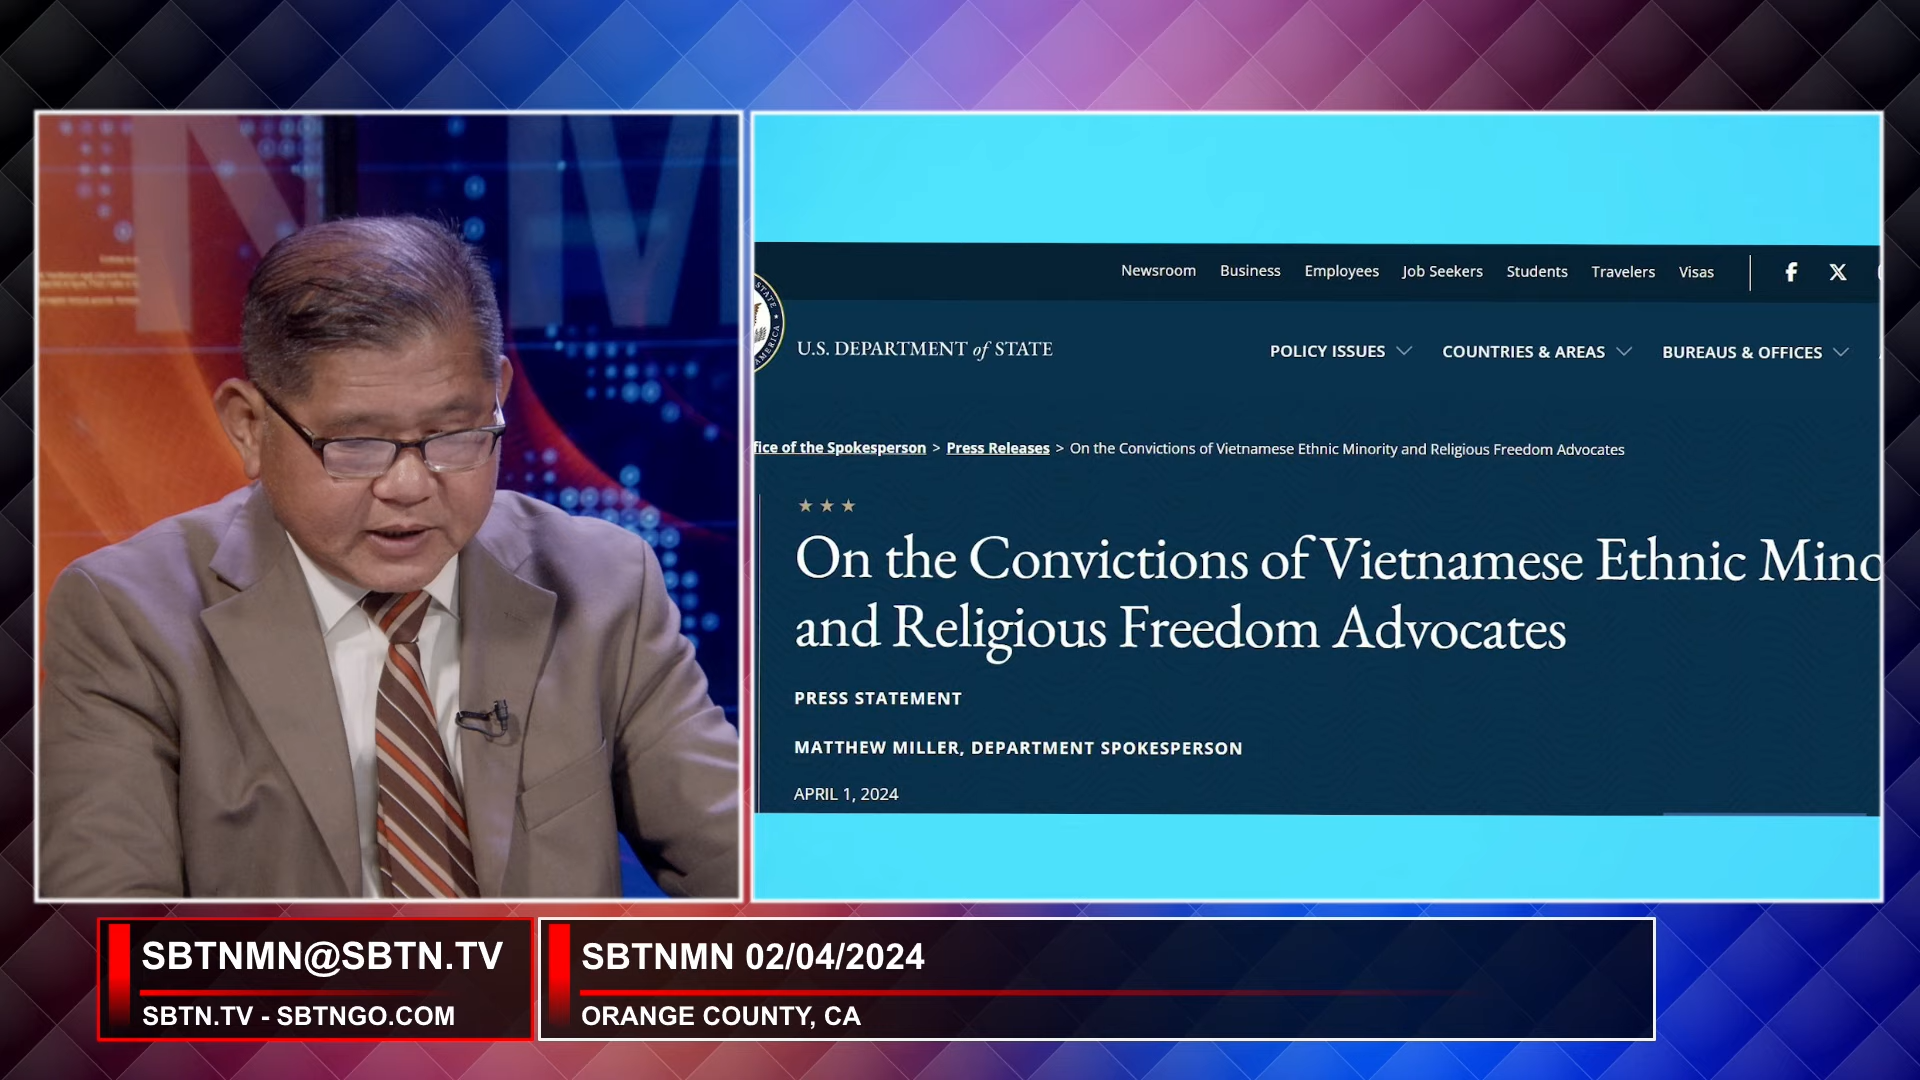 N M
Newsroom Business Employees Job Seekers Students Travelers Visas
STATE
AMERICA
U.S. DEPARTMENT of STATE
POLICY ISSUES COUNTRIES & AREAS BUREAUS & OFFICES
fice of the Spokesperson > Press Releases > On the Convictions of Vietnamese Ethnic Minority and Religious Freedom Advocates
On the Convictions of Vietnamese Ethnic Mino
and Religious Freedom Advocates
PRESS STATEMENT
MATTHEW MILLER, DEPARTMENT SPOKESPERSON
APRIL 1, 2024
SBTNMN@SBTN.TV
SBTN.TV - SBTNGO.COM
SBTNMN 02/04/2024
ORANGE COUNTY, CA